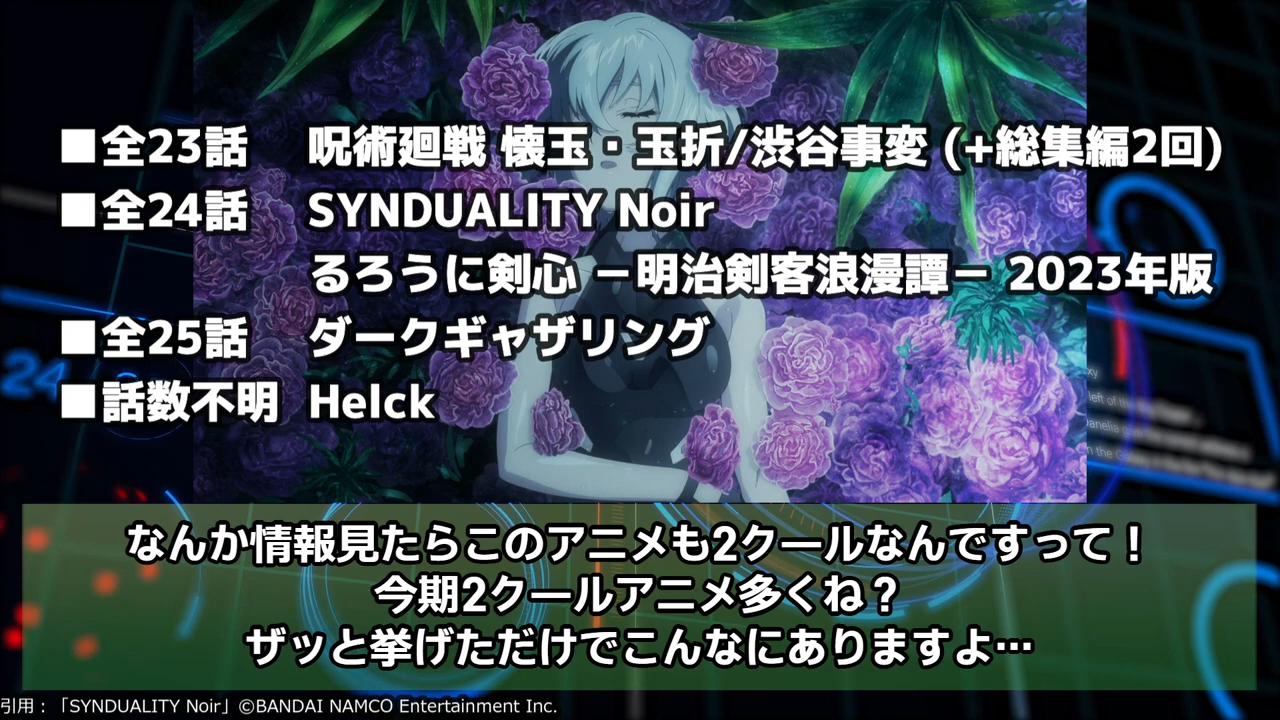 ■全23話 呪術廻戦 懐玉・玉折/渋谷事変 (+総集編2回)
■全24話 SYNDUALITY Noir
るろうに剣心 －明治剣客浪漫譚－ 2023年版
■全25話 ダークギャザリング
■話数不明 Helck
24
なんか情報見たらこのアニメも2クールなんですって！
今期2クールアニメ多くね？
ザッと挙げただけでこんなにありますよ…
引用：「SYNDUALITY Noir」©BANDAI NAMCO Entertainment Inc.